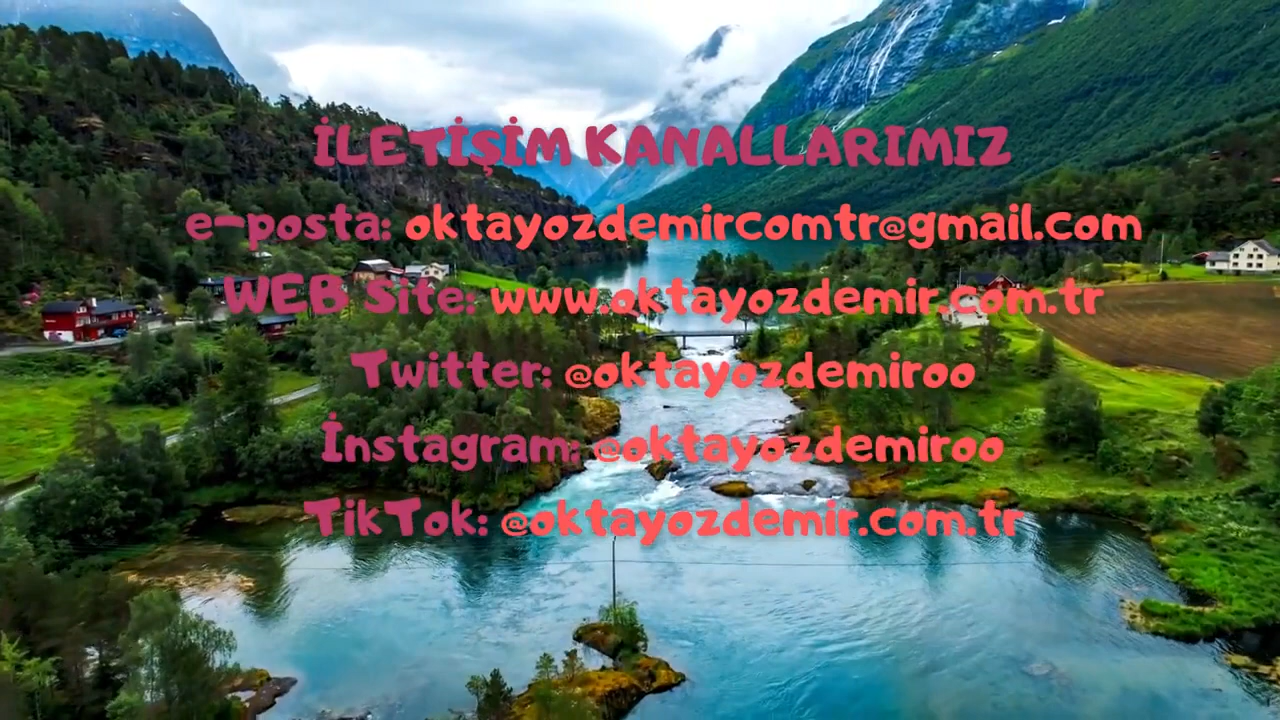 İLETİŞİM KANALLARIMIZ
e-posta: oktayozdemircomtr@gmail.com
WEB Site: www.oktayozdemir.com.tr
Twitter: @oktayozdemiroo
İnstagram: @oktayozdemiroo
TikTok: @oktayozdemir.com.tr